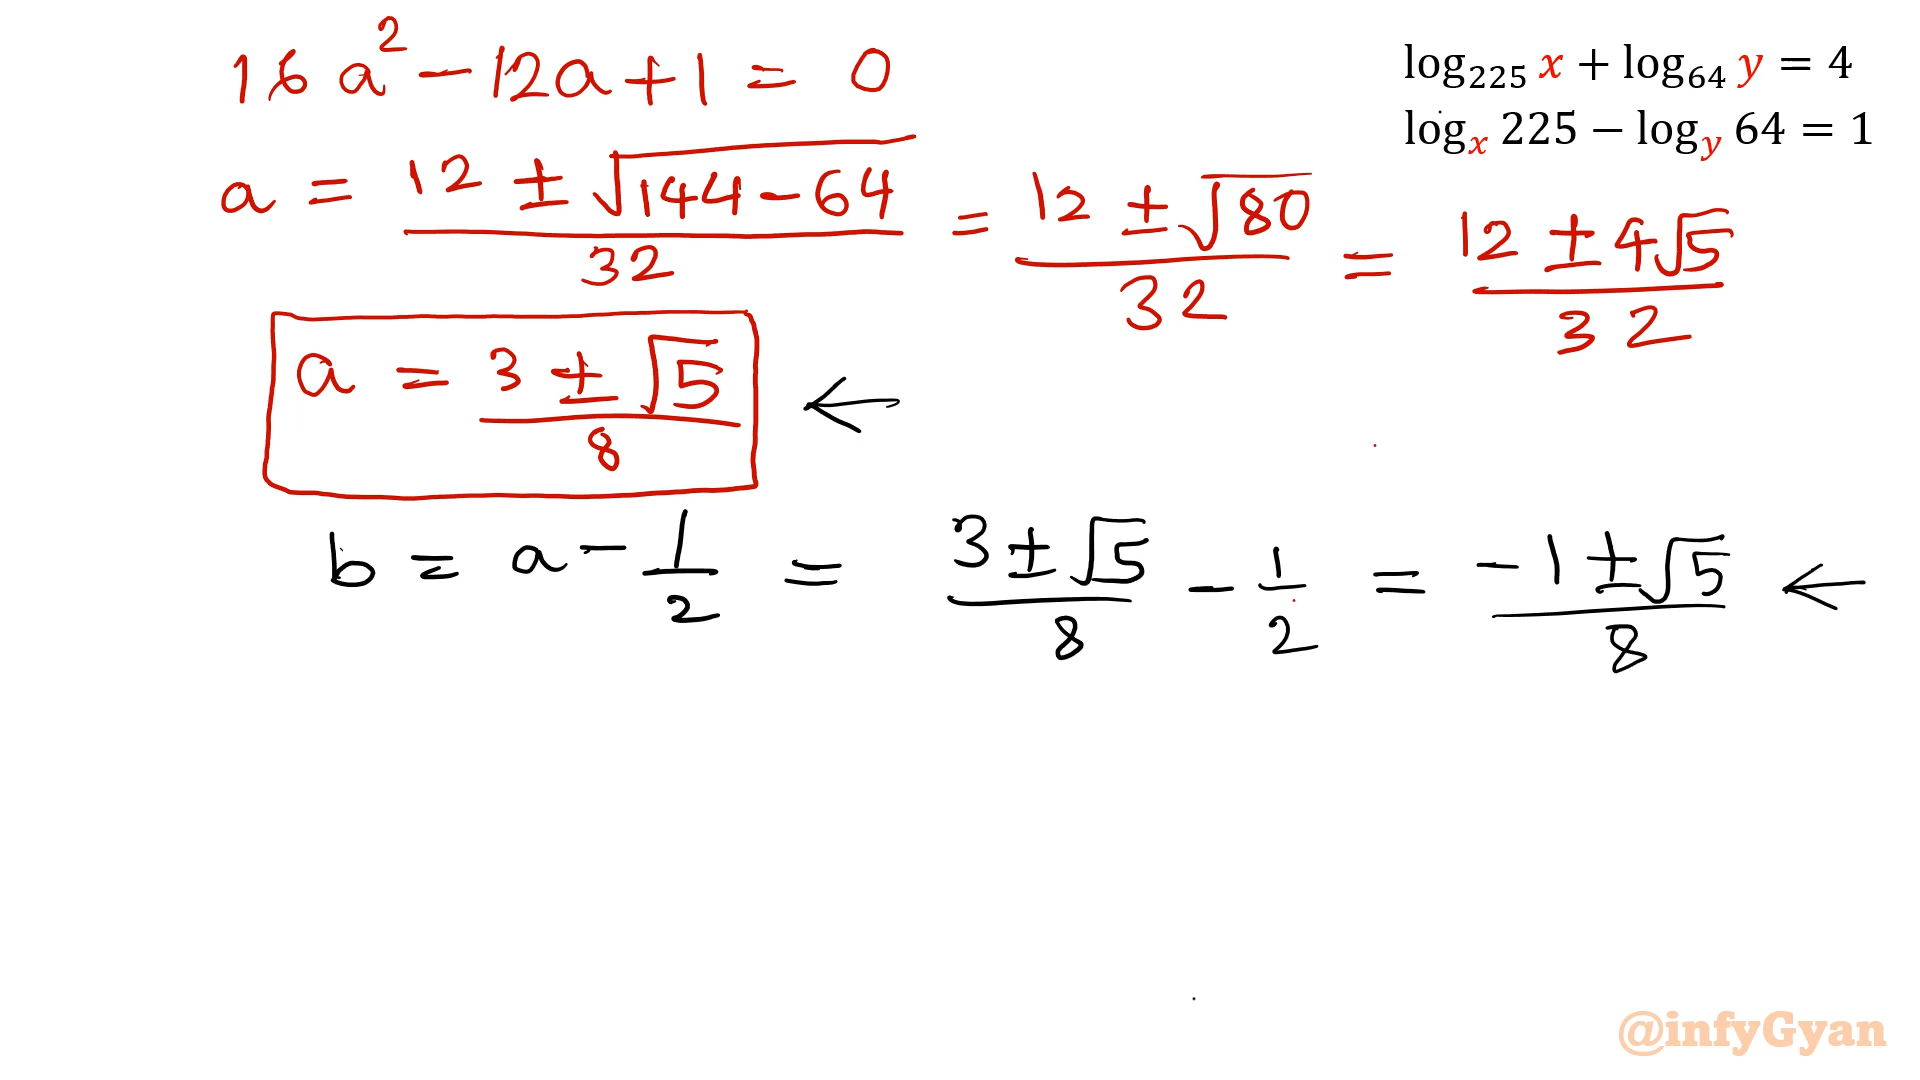 log₂₂₅ x + log₆₄ y = 4
logₓ 225 − log_y 64 = 1
16a² − 12a + 1 = 0
a = (12 ± √(144 − 64))/32 = (12 ± √80)/32 = (12 ± 4√5)/32
a = (3 ± √5)/8 ←
b = a − 1/2 = (3 ± √5)/8 − 1/2 = (−1 ± √5)/8 ←
@infyGyan